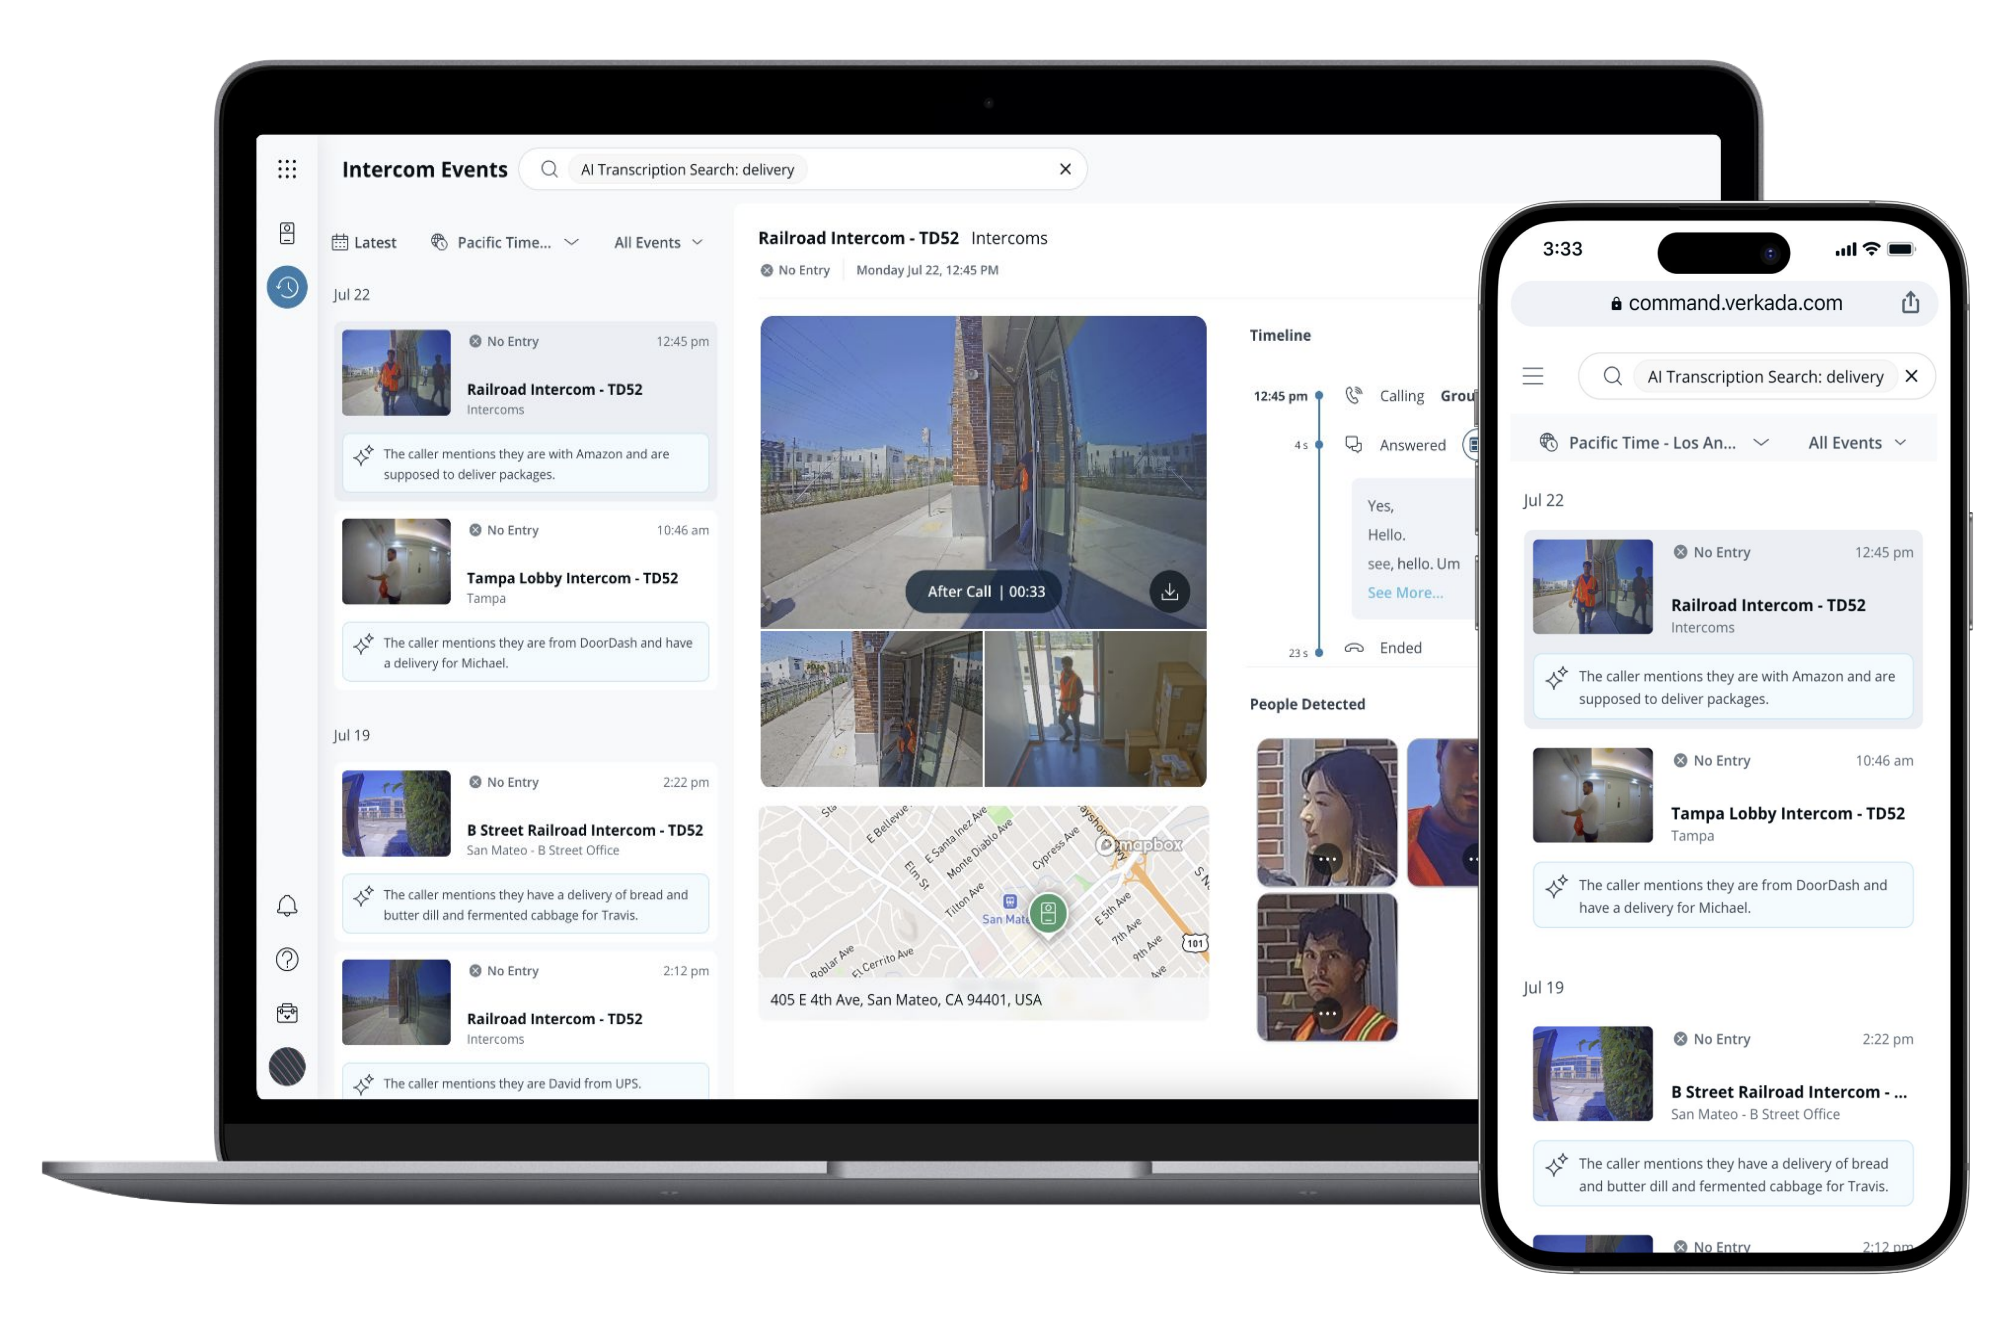 Intercom Events
AI Transcription Search: delivery
Latest
Pacific Time...
All Events
Jul 22
No Entry
12:45 pm
Railroad Intercom - TD52
Intercoms
The caller mentions they are with Amazon and are
supposed to deliver packages.
No Entry
10:46 am
Tampa Lobby Intercom - TD52
Tampa
The caller mentions they are from DoorDash and have
a delivery for Michael.
Jul 19
No Entry
2:22 pm
B Street Railroad Intercom - TD52
San Mateo - B Street Office
The caller mentions they have a delivery of bread and
butter dill and fermented cabbage for Travis.
No Entry
2:12 pm
Railroad Intercom - TD52
Intercoms
The caller mentions they are David from UPS.
Railroad Intercom - TD52 Intercoms
No Entry
Monday Jul 22, 12:45 PM
After Call | 00:33
E Bellevue
E Santa Inez Ave
Monte Diablo Ave
Cypress Ave
Elm St
Tilton Ave
mapbox
San Mate
E 5th Ave
7th Ave
9th Ave
Ave
101
Roblar Ave
El Cerrito Ave
405 E 4th Ave, San Mateo, CA 94401, USA
Timeline
12:45 pm
Calling Grou
4 s
Answered
Yes,
Hello.
see, hello. Um
See More...
23 s
Ended
People Detected
3:33
command.verkada.com
AI Transcription Search: delivery
Pacific Time - Los An...
All Events
Jul 22
No Entry
12:45 pm
Railroad Intercom - TD52
Intercoms
The caller mentions they are with Amazon and are
supposed to deliver packages.
No Entry
10:46 am
Tampa Lobby Intercom - TD52
Tampa
The caller mentions they are from DoorDash and
have a delivery for Michael.
Jul 19
No Entry
2:22 pm
B Street Railroad Intercom - ...
San Mateo - B Street Office
The caller mentions they have a delivery of bread
and butter dill and fermented cabbage for Travis.
No Entry
2:12 pm